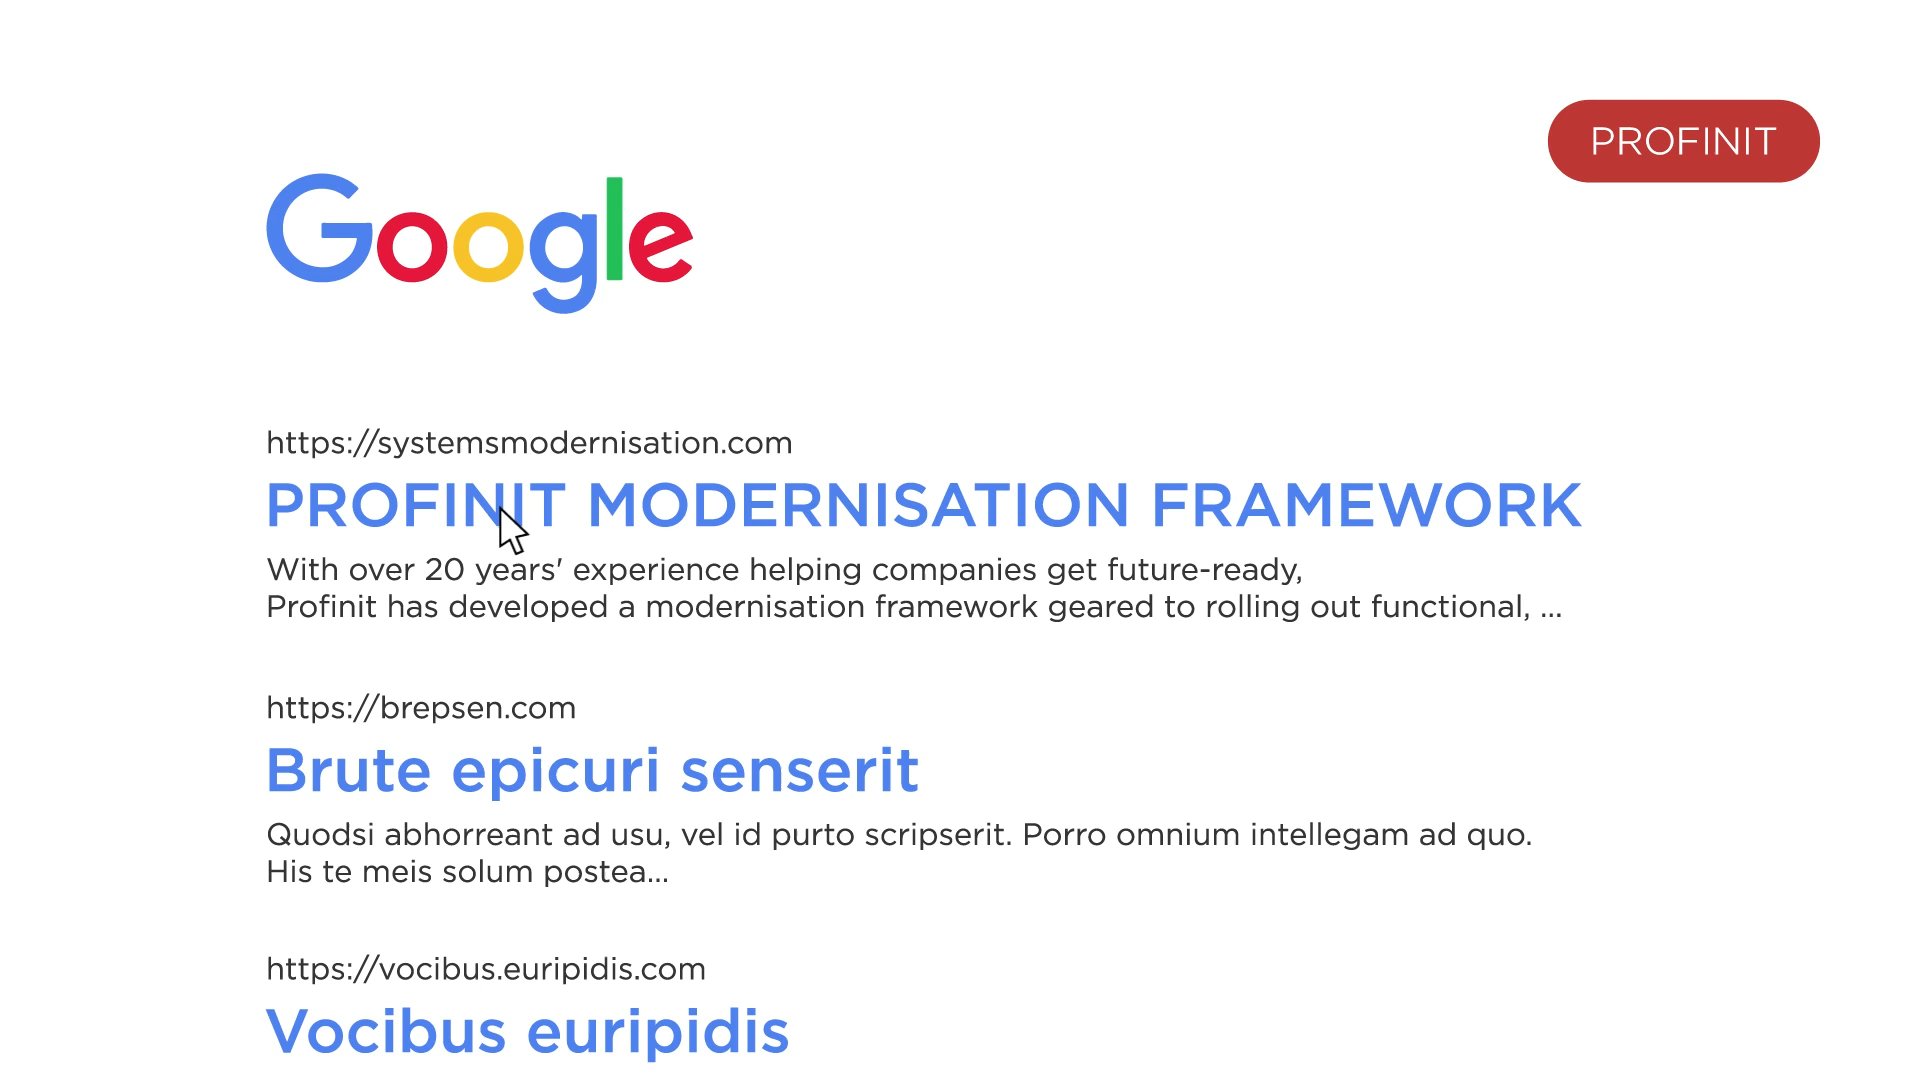 PROFINIT
Google
https://systemsmodernisation.com
PROFINIT MODERNISATION FRAMEWORK
With over 20 years' experience helping companies get future-ready,
Profinit has developed a modernisation framework geared to rolling out functional, ...
https://brepsen.com
Brute epicuri senserit
Quodsi abhorreant ad usu, vel id purto scripserit. Porro omnium intellegam ad quo.
His te meis solum postea...
https://vocibus.euripidis.com
Vocibus euripidis